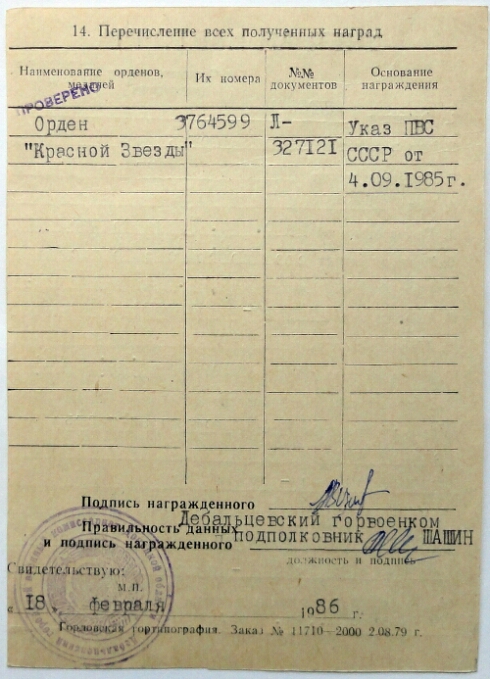 14. Перечисление всех полученных наград
Наименование орденов, медалей
Их номера
№№ документов
Основание награждения
ПРОВЕРЕНО
Орден 3764599 Л- Указ ПВС
"Красной Звезды" 327121 СССР от
4.09.1985г.
Подпись награжденного
Дебальцевский горвоенком
Правильность данных
и подпись награжденного подполковник ШАШИН
должность и подпись
Свидетельствую:
М.П.
« 18 » февраля 1986 г.
Горловская гортипография. Заказ № 11710—2000 2.08.79 г.